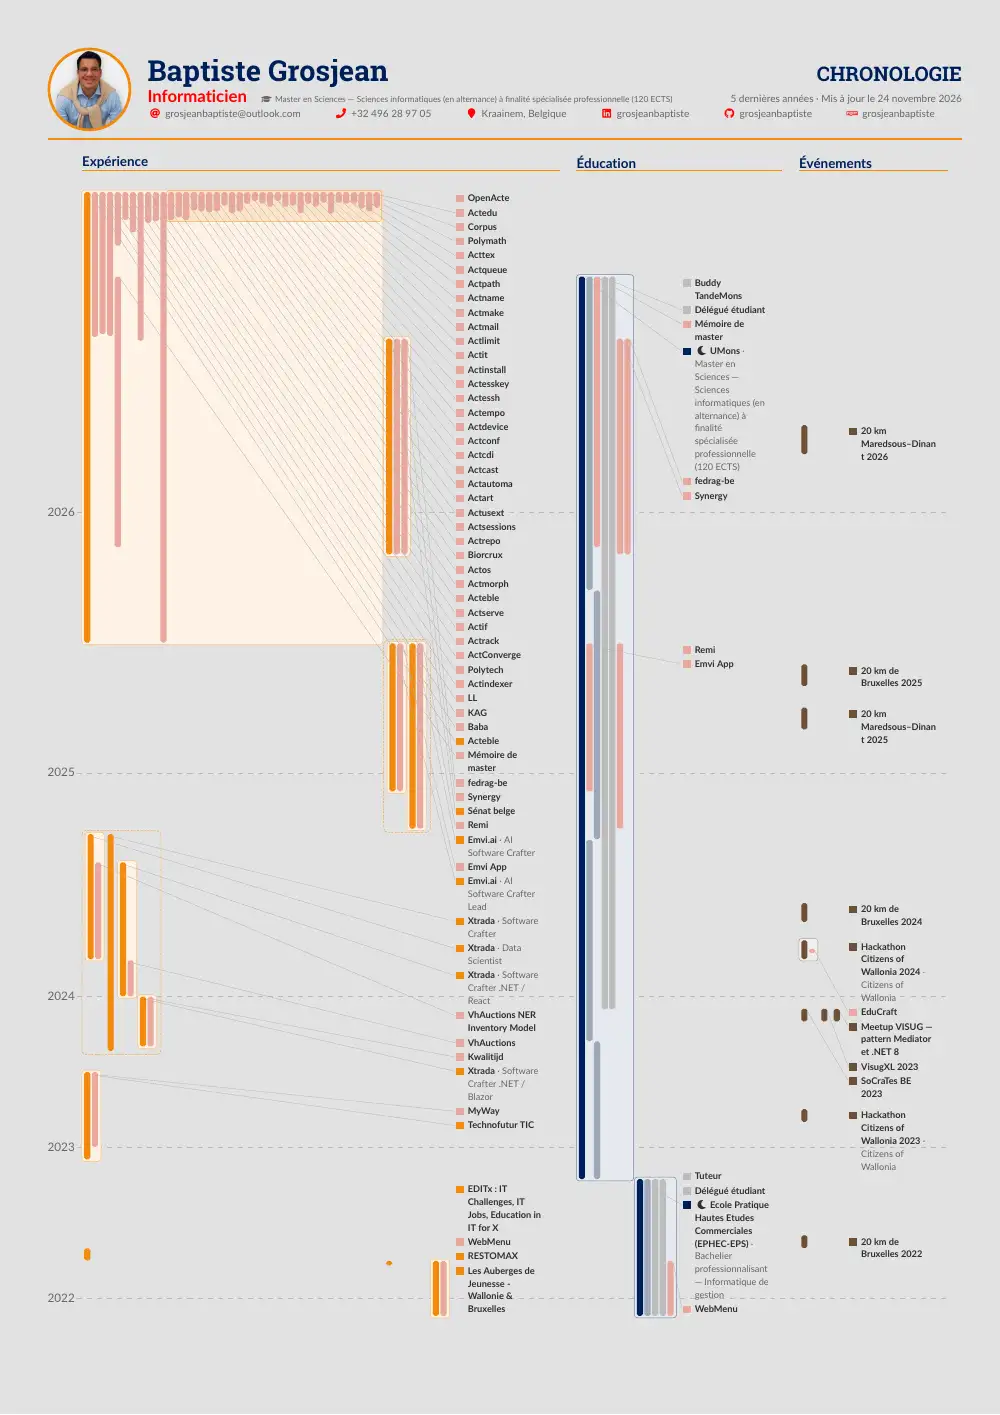 Baptiste Grosjean
CHRONOLOGIE
Informaticien
Master en Sciences — Sciences informatiques (en alternance) à finalité spécialisée professionnelle (120 ECTS)
5 dernières années · Mis à jour le 24 novembre 2026
grosjeanbaptiste@outlook.com
+32 496 28 97 05
Kraainem, Belgique
grosjeanbaptiste
grosjeanbaptiste
grosjeanbaptiste
Expérience
OpenActe
Actedu
Corpus
Polymath
Acttex
Actqueue
Actpath
Actname
Actmake
Actmail
Actlimit
Actit
Actinstall
Actesskey
Actessh
Actempo
Actdevice
Actconf
Actcdi
Actcast
Actautoma
Actart
Actusext
Actsessions
Actrepo
Biorcrux
Actos
Actmorph
Acteble
Actserve
Actif
Actrack
ActConverge
Polytech
Actindexer
LL
KAG
Baba
Acteble
Mémoire de
master
fedrag-be
Synergy
Sénat belge
Remi
Emvi.ai · AI
Software Crafter
Emvi App
Emvi.ai · AI
Software Crafter
Lead
Xtrada · Software
Crafter
Xtrada · Data
Scientist
Xtrada · Software
Crafter .NET /
React
VhAuctions NER
Inventory Model
VhAuctions
Kwalitijd
Xtrada · Software
Crafter .NET /
Blazor
MyWay
Technofutur TIC
EDITx : IT
Challenges, IT
Jobs, Education in
IT for X
WebMenu
RESTOMAX
Les Auberges de
Jeunesse -
Wallonie &
Bruxelles
2026
2025
2024
2023
2022
Éducation
Buddy
TandeMons
Délégué étudiant
Mémoire de
master
UMons ·
Master en
Sciences —
Sciences
informatiques (en
alternance) à
finalité
spécialisée
professionnelle
(120 ECTS)
fedrag-be
Synergy
Remi
Emvi App
Tuteur
Délégué étudiant
Ecole Pratique
Hautes Etudes
Commerciales
(EPHEC-EPS) ·
Bachelier
professionnalisant
— Informatique de
gestion
WebMenu
Événements
20 km
Maredsous–Dinan
t 2026
20 km de
Bruxelles 2025
20 km
Maredsous–Dinan
t 2025
20 km de
Bruxelles 2024
Hackathon
Citizens of
Wallonia 2024 ·
Citizens of
Wallonia
EduCraft
Meetup VISUG —
pattern Mediator
et .NET 8
VisugXL 2023
SoCraTes BE
2023
Hackathon
Citizens of
Wallonia 2023 ·
Citizens of
Wallonia
20 km de
Bruxelles 2022